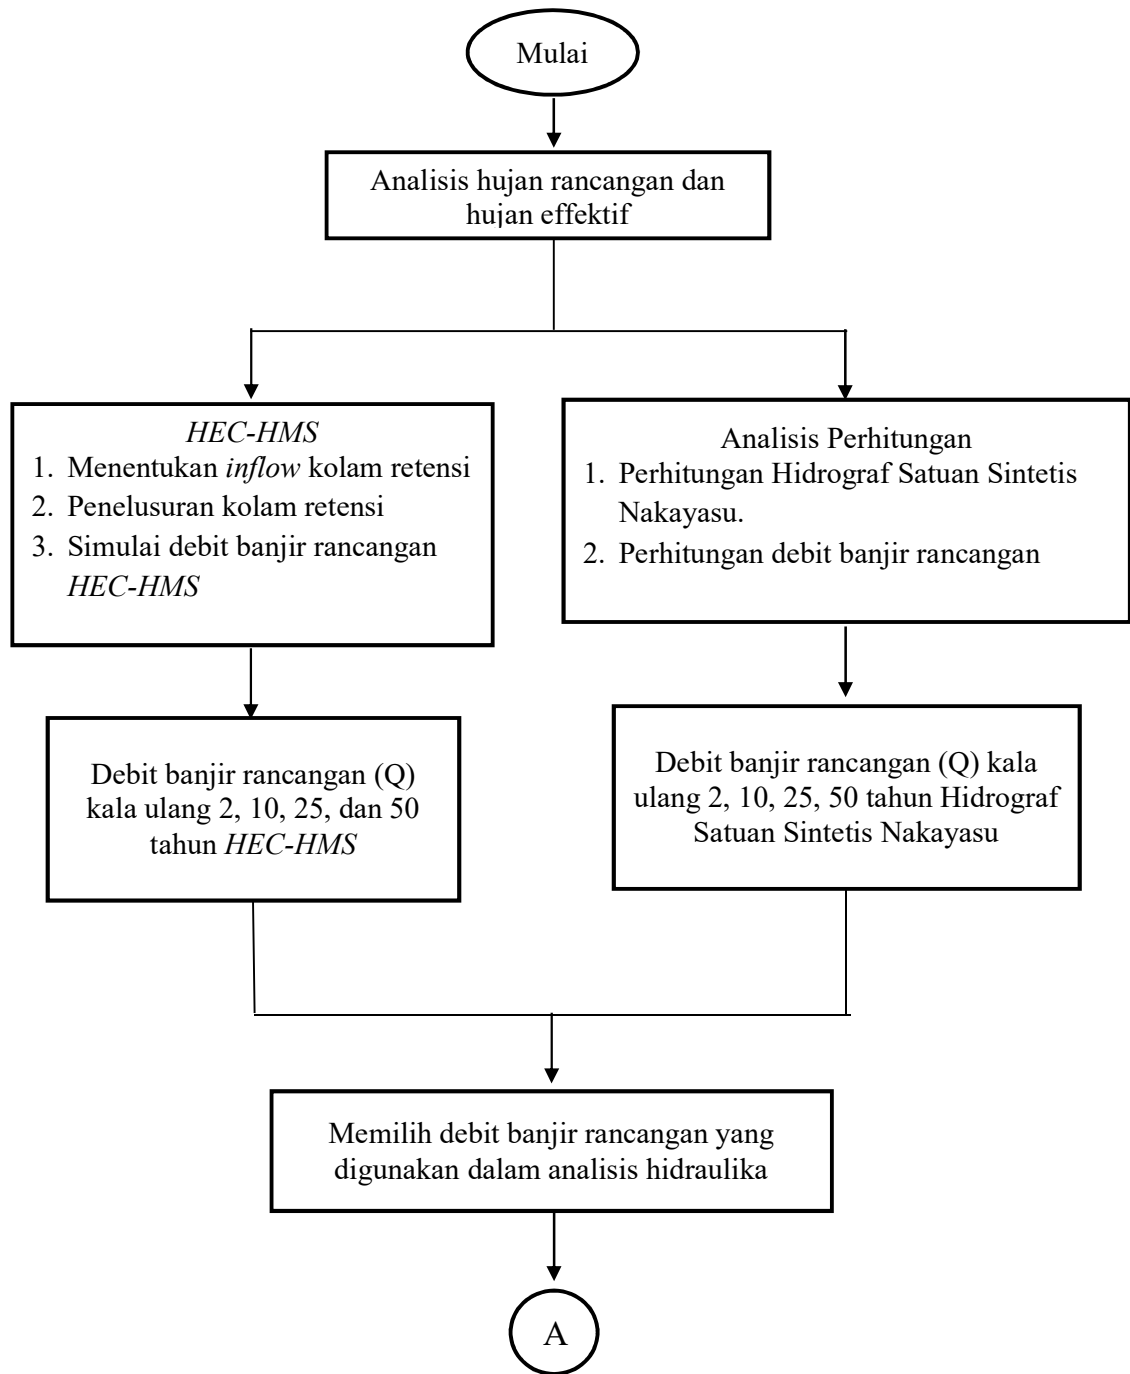 Mulai
Analisis hujan rancangan dan
hujan effektif
HEC-HMS
1. Menentukan inflow kolam retensi
2. Penelusuran kolam retensi
3. Simulai debit banjir rancangan
HEC-HMS
Analisis Perhitungan
1. Perhitungan Hidrograf Satuan Sintetis
Nakayasu.
2. Perhitungan debit banjir rancangan
Debit banjir rancangan (Q)
kala ulang 2, 10, 25, dan 50
tahun HEC-HMS
Debit banjir rancangan (Q) kala
ulang 2, 10, 25, 50 tahun Hidrograf
Satuan Sintetis Nakayasu
Memilih debit banjir rancangan yang
digunakan dalam analisis hidraulika
A